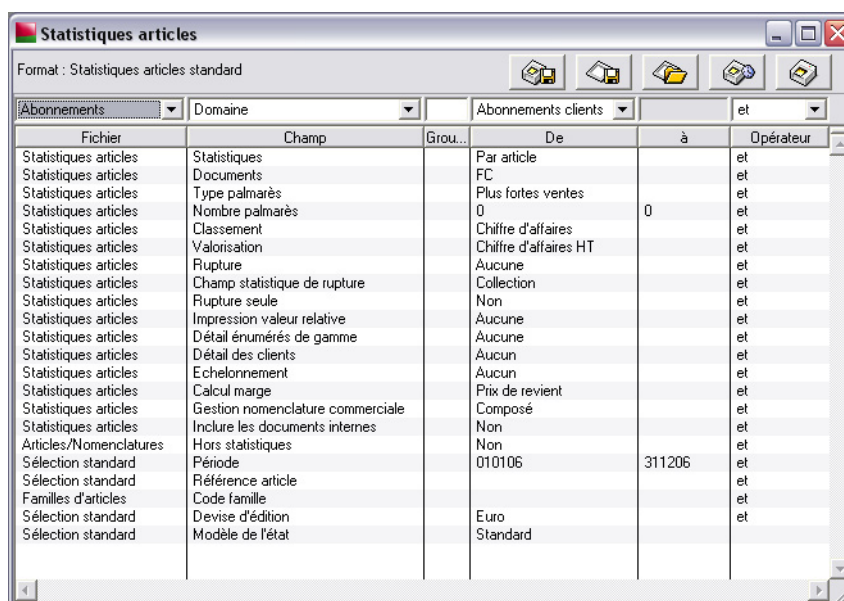 Statistiques articles
Format : Statistiques articles standard
Abonnements Domaine Abonnements clients et
Fichier Champ Grou... De à Opérateur
Statistiques articles Statistiques Par article et
Statistiques articles Documents FC et
Statistiques articles Type palmarès Plus fortes ventes et
Statistiques articles Nombre palmarès 0 0 et
Statistiques articles Classement Chiffre d'affaires et
Statistiques articles Valorisation Chiffre d'affaires HT et
Statistiques articles Rupture Aucune et
Statistiques articles Champ statistique de rupture Collection et
Statistiques articles Rupture seule Non et
Statistiques articles Impression valeur relative Aucune et
Statistiques articles Détail énumérés de gamme Aucune et
Statistiques articles Détail des clients Aucun et
Statistiques articles Echelonnement Aucun et
Statistiques articles Calcul marge Prix de revient et
Statistiques articles Gestion nomenclature commerciale Composé et
Statistiques articles Inclure les documents internes Non et
Articles/Nomenclatures Hors statistiques Non et
Sélection standard Période 010106 311206 et
Sélection standard Référence article et
Familles d'articles Code famille et
Sélection standard Devise d'édition Euro et
Sélection standard Modèle de l'état Standard